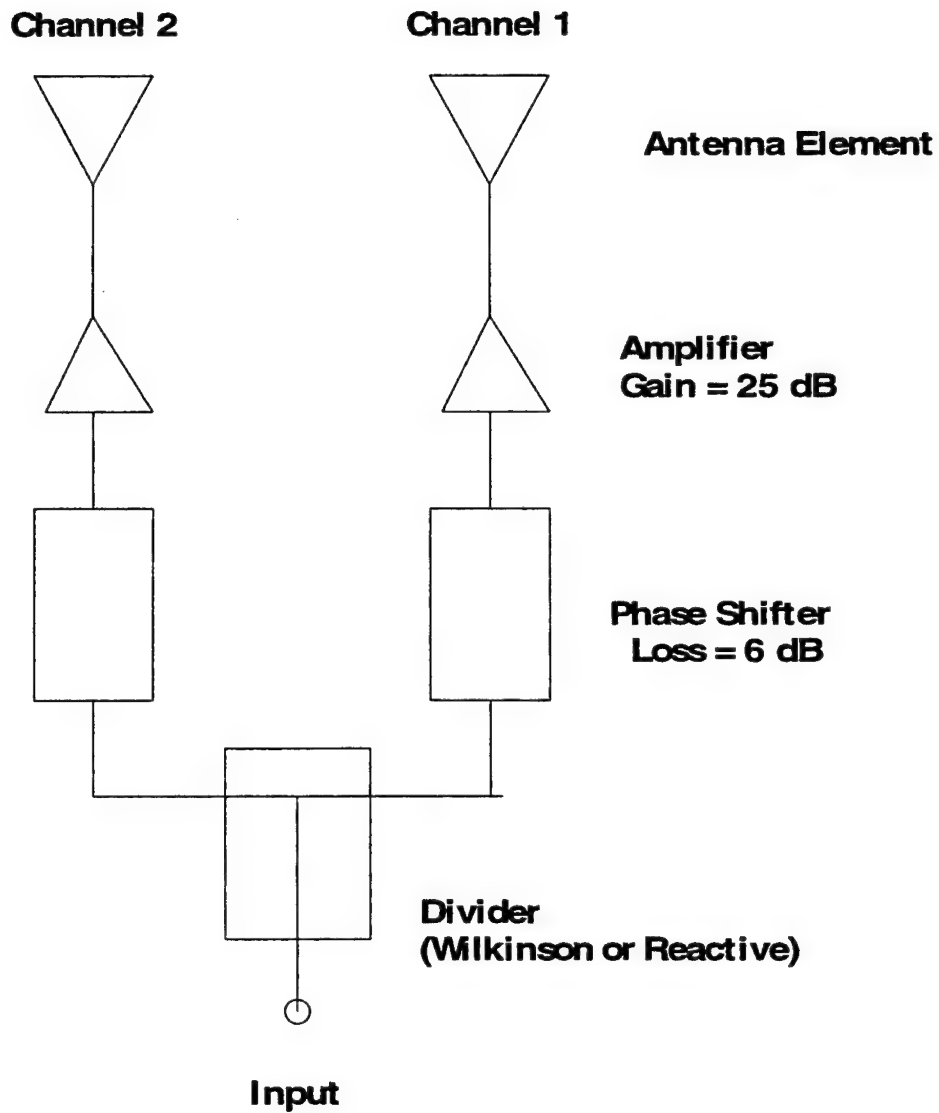 Channel 2
Channel 1
Antenna Element
Amplifier
Gain = 25 dB
Phase Shifter
Loss = 6 dB
Divider
(Wilkinson or Reactive)
Input